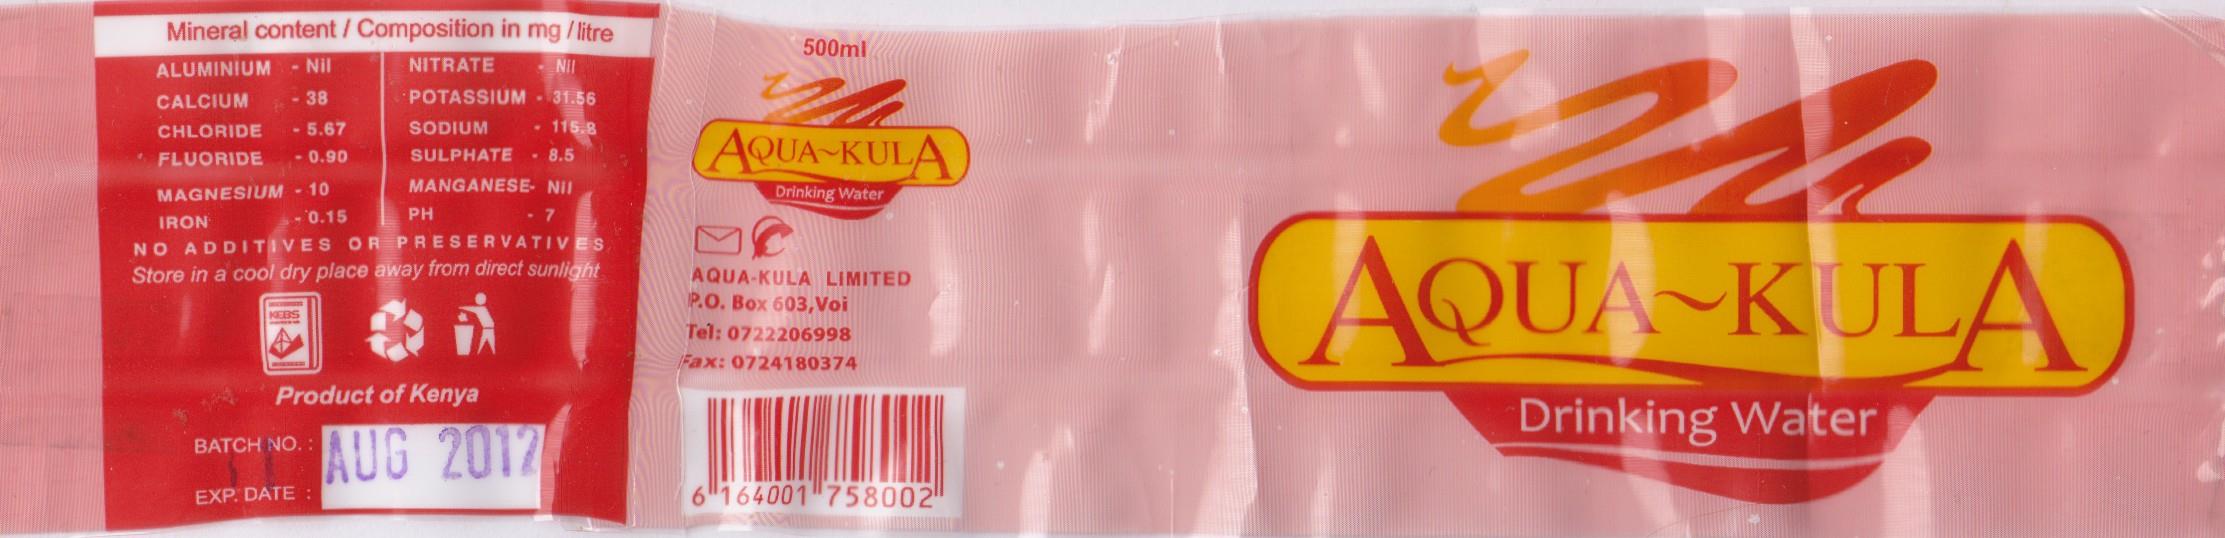 Mineral content / Composition in mg / litre
ALUMINIUM - Nil
CALCIUM - 38
CHLORIDE - 5.67
FLUORIDE - 0.90
MAGNESIUM - 10
IRON - 0.15
NITRATE - Nil
POTASSIUM - 31.56
SODIUM - 115.8
SULPHATE - 8.5
MANGANESE- Nil
PH - 7
NO ADDITIVES OR PRESERVATIVES
Store in a cool dry place away from direct sunlight
KEBS
Product of Kenya
BATCH NO. :
AUG 2012
EXP. DATE :
500ml
AQUA~KULA
Drinking Water
AQUA-KULA LIMITED
P.O. Box 603,Voi
Tel: 0722206998
Fax: 0724180374
6 164001 758002
AQUA~KULA
Drinking Water